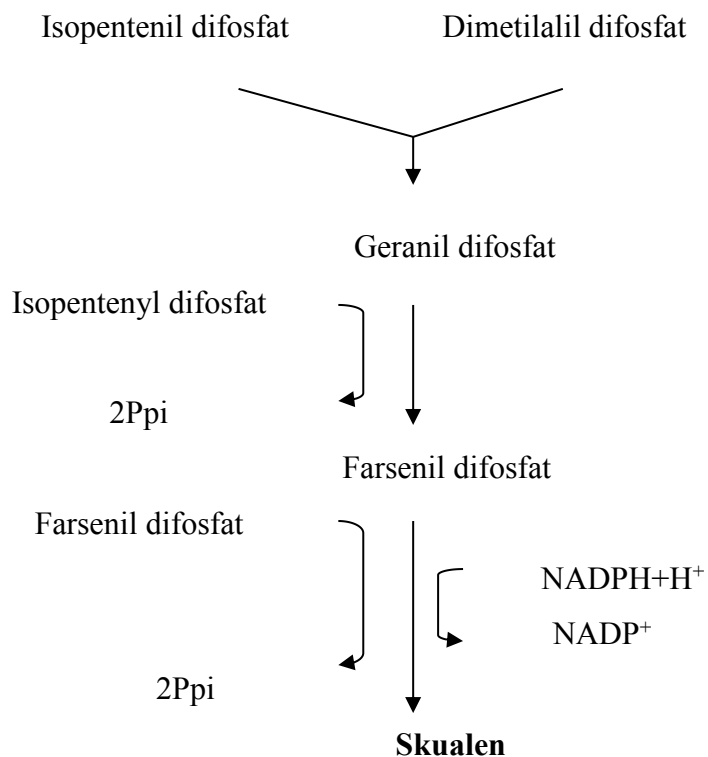 Isopentenil difosfat Dimetilalil difosfat
Geranil difosfat
Isopentenyl difosfat
2Ppi
Farsenil difosfat
Farsenil difosfat
NADPH+H⁺
NADP⁺
2Ppi
Skualen